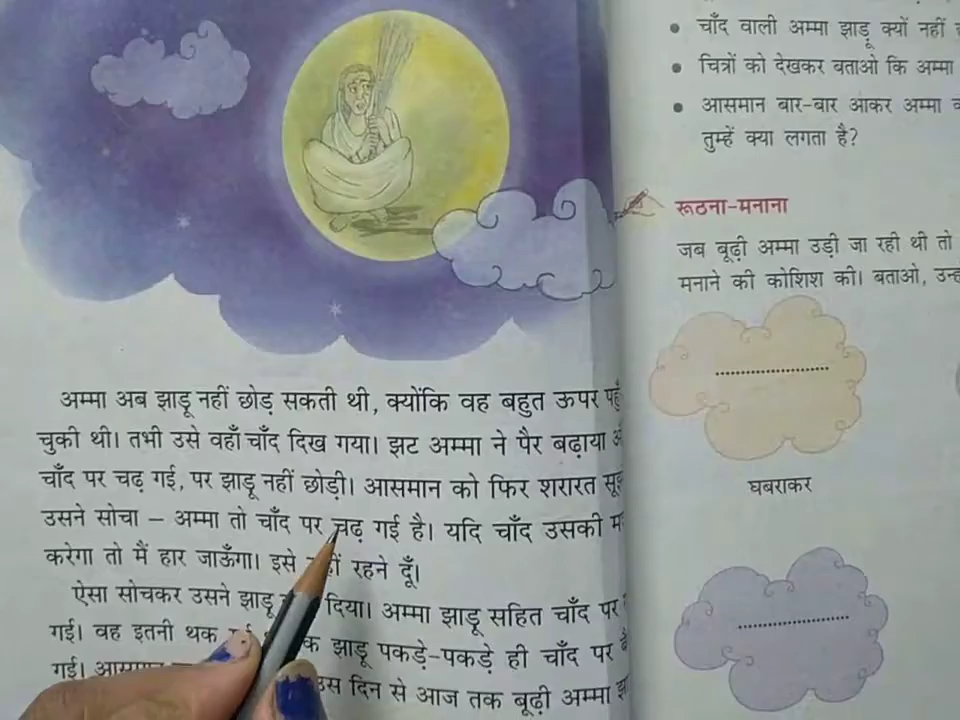 अम्मा अब झाड़ू नहीं छोड़ सकती थी, क्योंकि वह बहुत ऊपर
चुकी थी। तभी उसे वहाँ चाँद दिख गया। झट अम्मा ने पैर बढ़ाया
चाँद पर चढ़ गई, पर झाड़ू नहीं छोड़ी। आसमान को फिर शरारत
उसने सोचा – अम्मा तो चाँद पर चढ़ गई है। यदि चाँद उसकी
करेगा तो मैं हार जाऊँगा। इसे रहने दूँ।
ऐसा सोचकर उसने झाड़ू दिया। अम्मा झाड़ू सहित चाँद पर
गई। वह इतनी थक झाड़ू पकड़े-पकड़े ही चाँद पर
गई। उस दिन से आज तक बूढ़ी अम्मा
• चाँद वाली अम्मा झाड़ू क्यों नहीं
• चित्रों को देखकर बताओ कि अम्मा
• आसमान बार-बार आकर अम्मा
तुम्हें क्या लगता है?
रूठना-मनाना
जब बूढ़ी अम्मा उड़ी जा रही थी तो
मनाने की कोशिश की। बताओ,
घबराकर